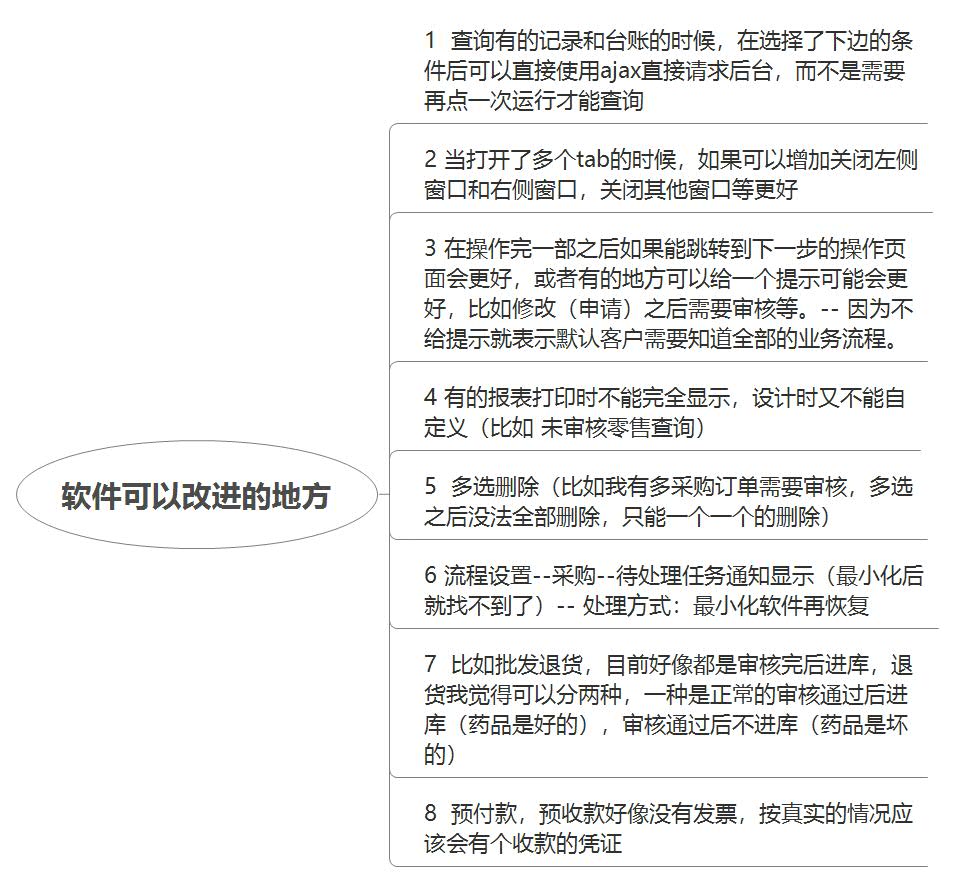 软件可以改进的地方
1 查询有的记录和台账的时候，在选择了下边的条
件后可以直接使用ajax直接请求后台，而不是需要
再点一次运行才能查询
2 当打开了多个tab的时候，如果可以增加关闭左侧
窗口和右侧窗口，关闭其他窗口等更好
3 在操作完一部之后如果能跳转到下一步的操作页
面会更好，或者有的地方可以给一个提示可能会更
好，比如修改（申请）之后需要审核等。-- 因为不
给提示就表示默认客户需要知道全部的业务流程。
4 有的报表打印时不能完全显示，设计时又不能自
定义（比如 未审核零售查询）
5 多选删除（比如我有多采购订单需要审核，多选
之后没法全部删除，只能一个一个的删除）
6 流程设置--采购--待处理任务通知显示（最小化后
就找不到了）-- 处理方式：最小化软件再恢复
7 比如批发退货，目前好像都是审核完后进库，退
货我觉得可以分两种，一种是正常的审核通过后进
库（药品是好的），审核通过后不进库（药品是坏
的）
8 预付款，预收款好像没有发票，按真实的情况应
该会有个收款的凭证